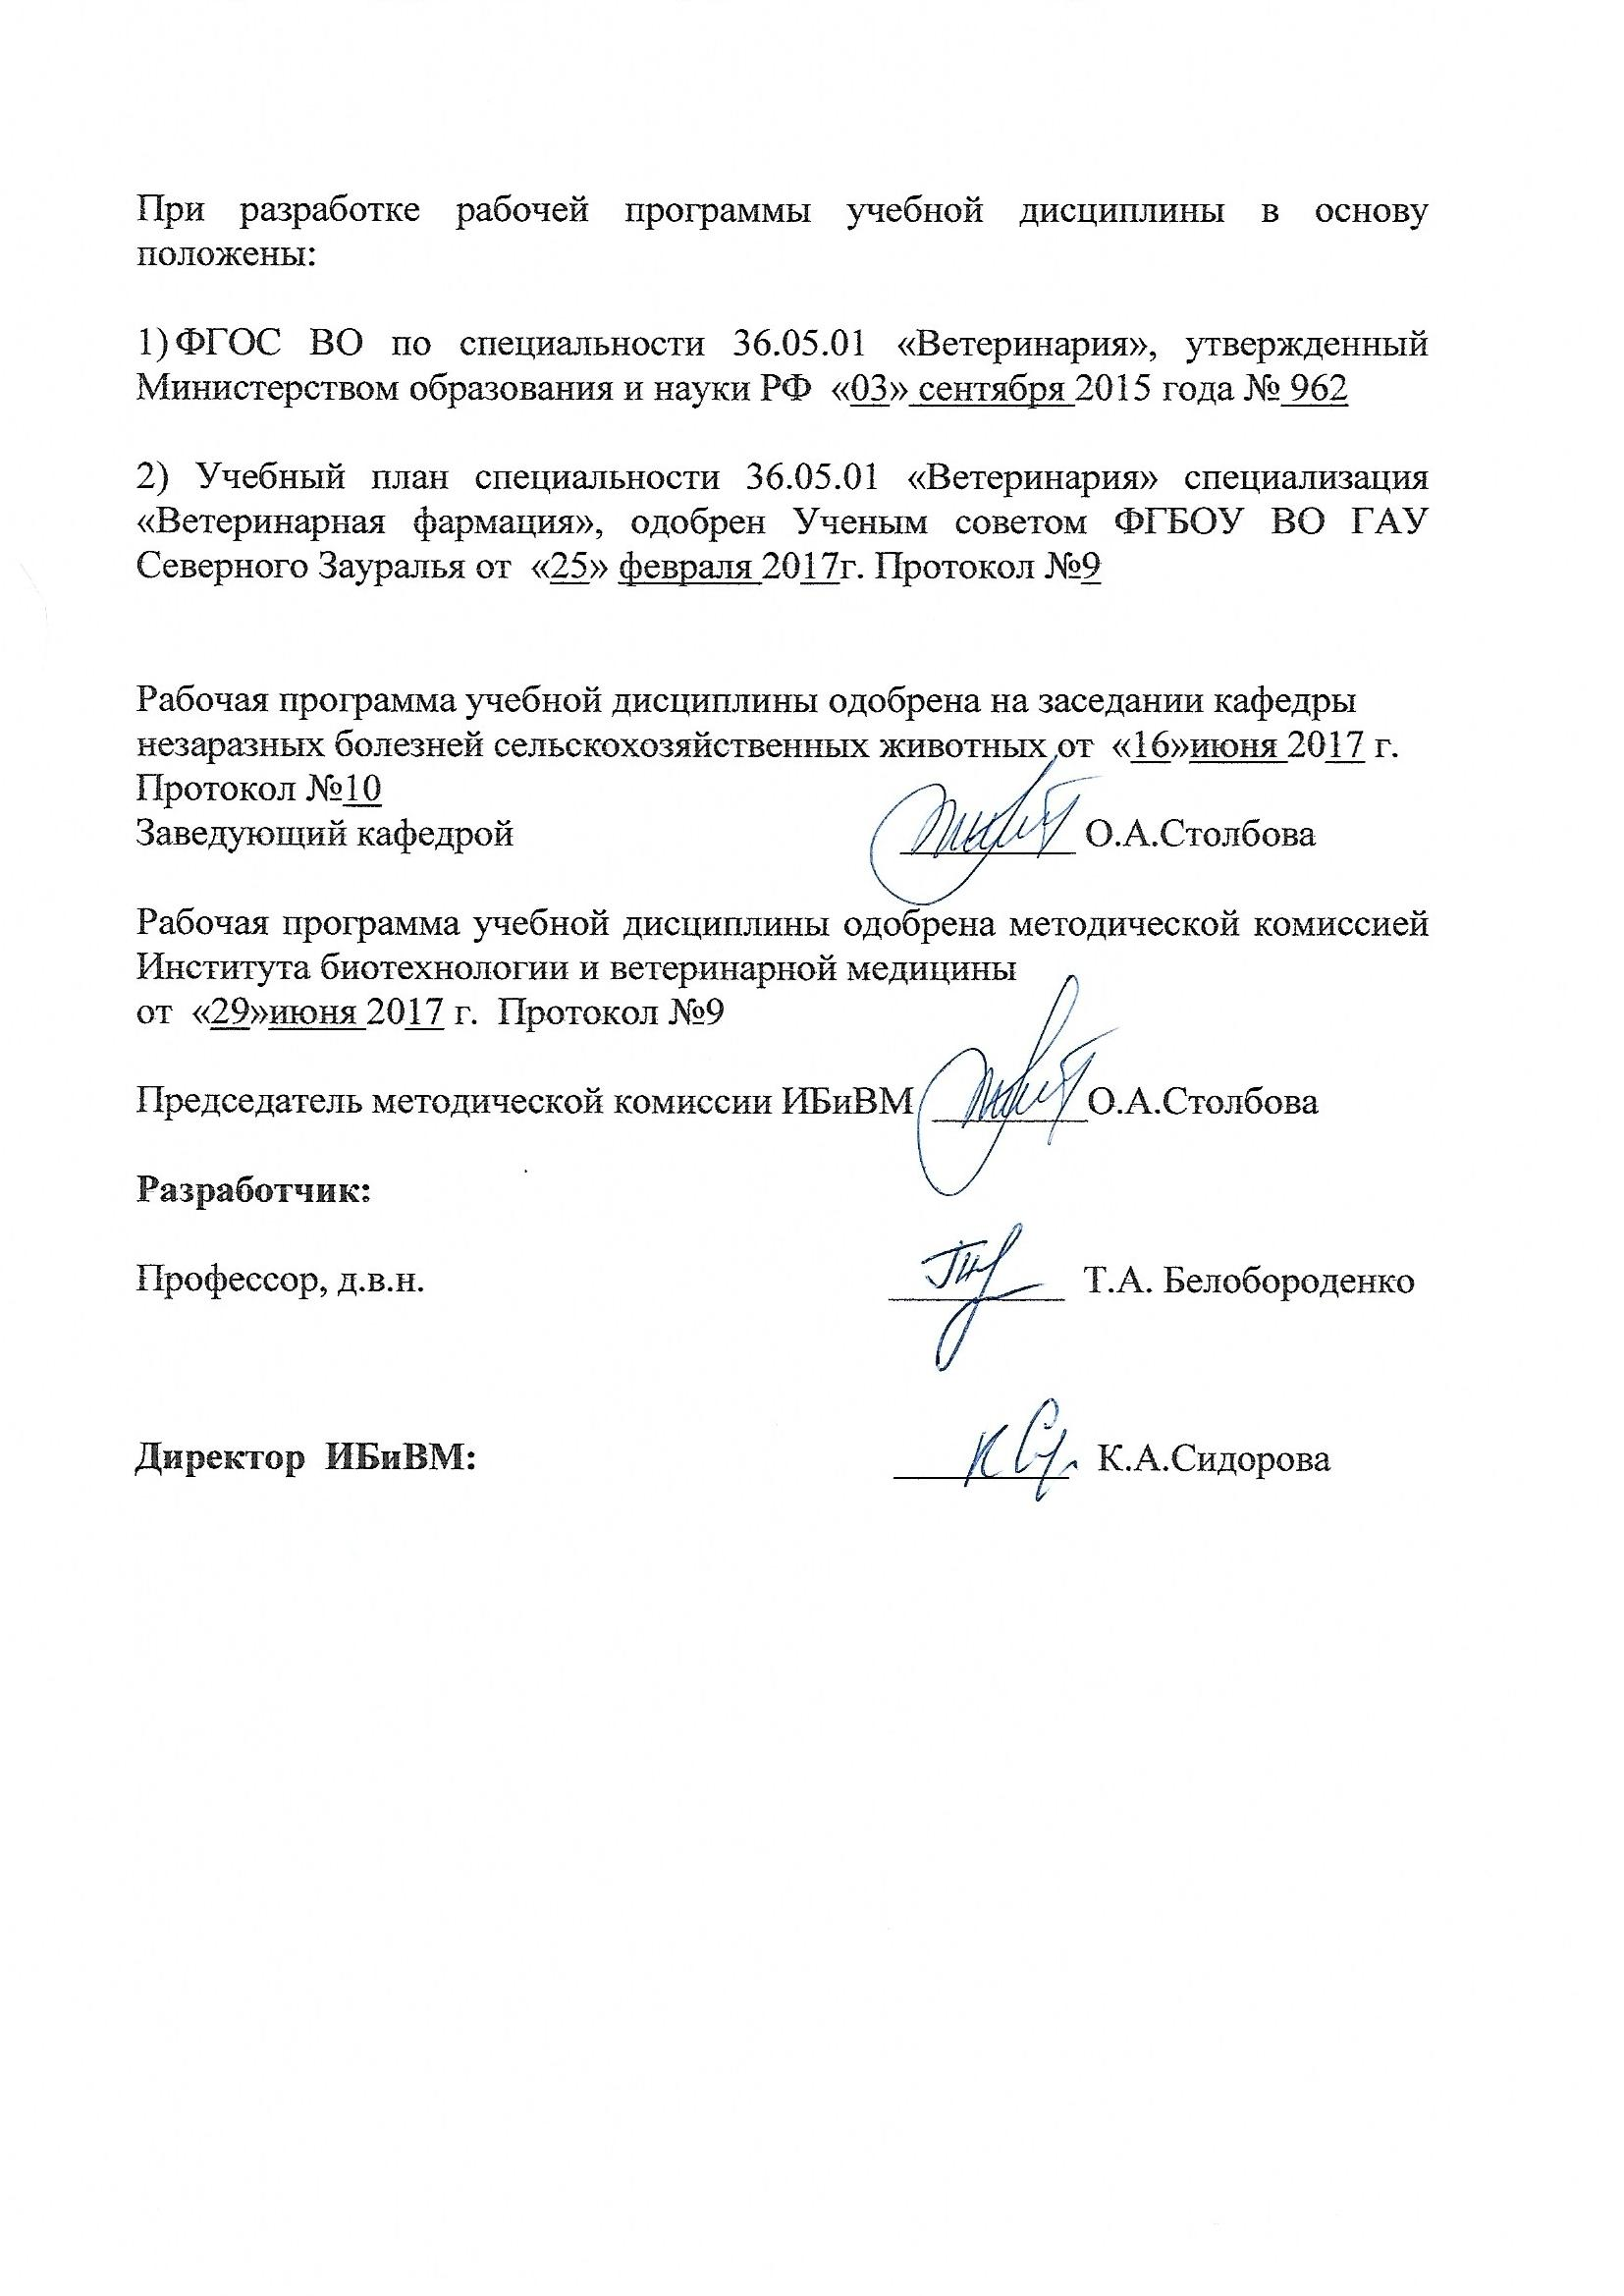 При разработке рабочей программы учебной дисциплины в основу
положены:
1) ФГОС ВО по специальности 36.05.01 «Ветеринария», утвержденный
Министерством образования и науки РФ «03» сентября 2015 года № 962
2) Учебный план специальности 36.05.01 «Ветеринария» специализация
«Ветеринарная фармация», одобрен Ученым советом ФГБОУ ВО ГАУ
Северного Зауралья от «25» февраля 2017г. Протокол №9
Рабочая программа учебной дисциплины одобрена на заседании кафедры
незаразных болезней сельскохозяйственных животных от «16»июня 2017 г.
Протокол №10
Заведующий кафедрой О.А.Столбова
Рабочая программа учебной дисциплины одобрена методической комиссией
Института биотехнологии и ветеринарной медицины
от «29»июня 2017 г. Протокол №9
Председатель методической комиссии ИБиВМ О.А.Столбова
Разработчик:
Профессор, д.в.н. Т.А. Белобороденко
Директор ИБиВМ: К.А.Сидорова